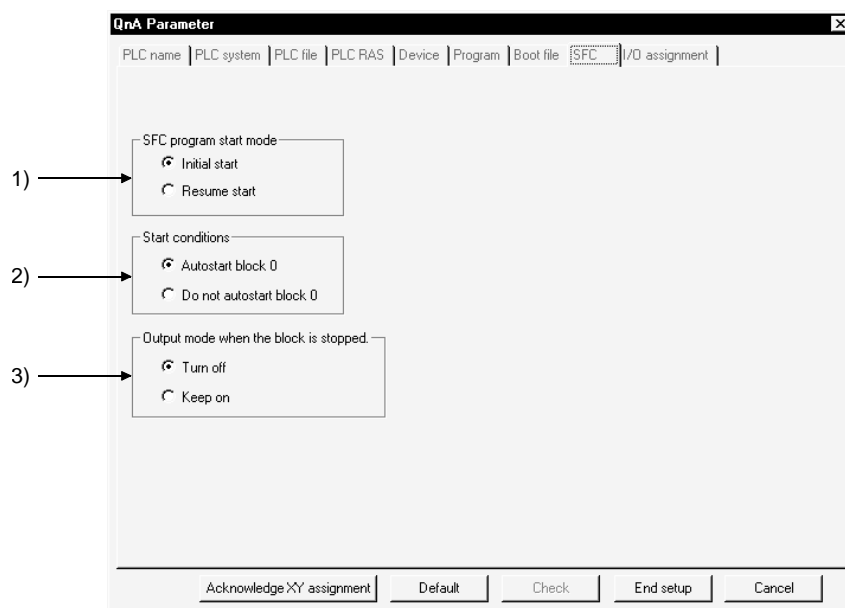 QnA Parameter
PLC name PLC system PLC file PLC RAS Device Program Boot file SFC I/O assignment
SFC program start mode
1)
Initial start
Resume start
Start conditions
2)
Autostart block 0
Do not autostart block 0
Output mode when the block is stopped.
3)
Turn off
Keep on
Acknowledge XY assignment Default Check End setup Cancel